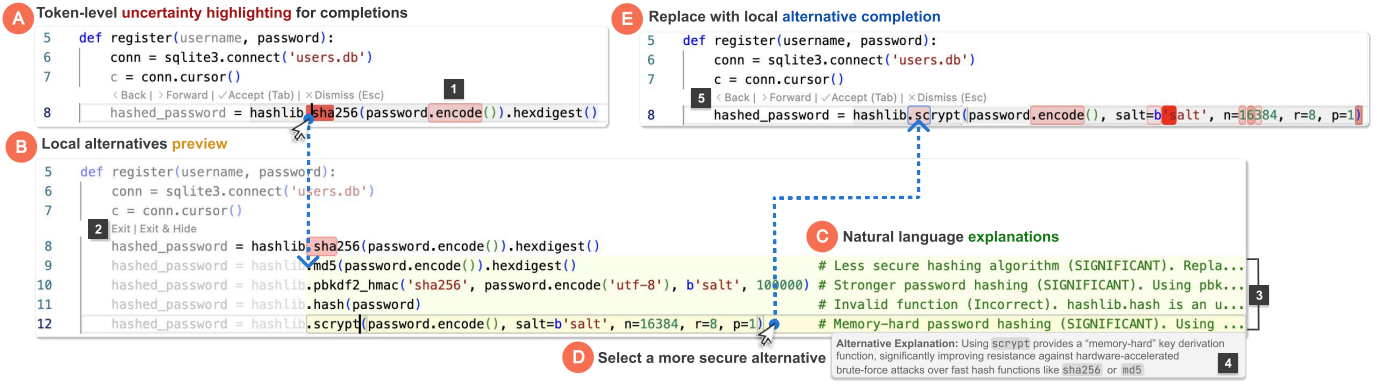 A Token-level uncertainty highlighting for completions
5 def register(username, password):
6 conn = sqlite3.connect('users.db')
7 c = conn.cursor()
< Back | > Forward | ✓Accept (Tab) | ×Dismiss (Esc)
1
8 hashed_password = hashlib.sha256(password.encode()).hexdigest()
B Local alternatives preview
5 def register(username, password):
6 conn = sqlite3.connect('users.db')
7 c = conn.cursor()
2 Exit | Exit & Hide
8 hashed_password = hashlib.sha256(password.encode()).hexdigest()
9 hashed_password = hashlib.md5(password.encode()).hexdigest()
10 hashed_password = hashlib.pbkdf2_hmac('sha256', password.encode('utf-8'), b'salt', 100000)
11 hashed_password = hashlib.hash(password)
12 hashed_password = hashlib.scrypt(password.encode(), salt=b'salt', n=16384, r=8, p=1)
C Natural language explanations
# Less secure hashing algorithm (SIGNIFICANT). Repla...
# Stronger password hashing (SIGNIFICANT). Using pbk...
# Invalid function (Incorrect). hashlib.hash is an u...
# Memory-hard password hashing (SIGNIFICANT). Using ...
3
D Select a more secure alternative
Alternative Explanation: Using scrypt provides a "memory-hard" key derivation
function, significantly improving resistance against hardware-accelerated
brute-force attacks over fast hash functions like sha256 or md5
4
E Replace with local alternative completion
5 def register(username, password):
6 conn = sqlite3.connect('users.db')
7 c = conn.cursor()
5 < Back | > Forward | ✓Accept (Tab) | ×Dismiss (Esc)
8 hashed_password = hashlib.scrypt(password.encode(), salt=b'salt', n=16384, r=8, p=1)